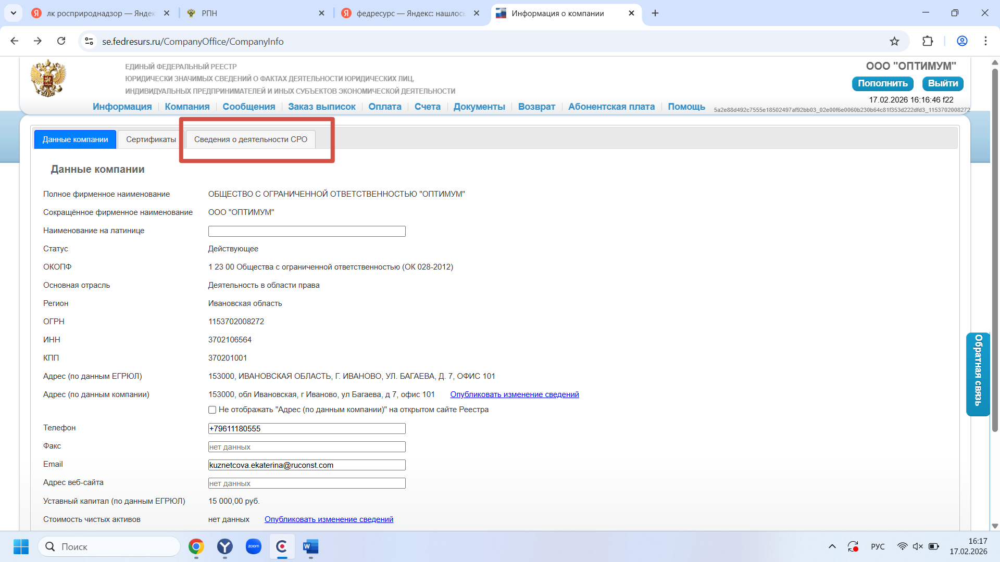 лк росприроднадзор — Яндек
РПН
федресурс — Яндекс: нашлось
Информация о компании
se.fedresurs.ru/CompanyOffice/CompanyInfo
ЕДИНЫЙ ФЕДЕРАЛЬНЫЙ РЕЕСТР
ЮРИДИЧЕСКИ ЗНАЧИМЫХ СВЕДЕНИЙ О ФАКТАХ ДЕЯТЕЛЬНОСТИ ЮРИДИЧЕСКИХ ЛИЦ,
ИНДИВИДУАЛЬНЫХ ПРЕДПРИНИМАТЕЛЕЙ И ИНЫХ СУБЪЕКТОВ ЭКОНОМИЧЕСКОЙ ДЕЯТЕЛЬНОСТИ
ООО "ОПТИМУМ"
Пополнить Выйти
17.02.2026 16:16:46 f22
Информация Компания Сообщения Заказ выписок Оплата Счета Документы Возврат Абонентская плата Помощь
5a2e88d492c7555e18502497af92bb03_02e00f6e0060b230b64c81f353d222dfd3_1153702008272
Данные компании Сертификаты Сведения о деятельности СРО
Данные компании
Полное фирменное наименование ОБЩЕСТВО С ОГРАНИЧЕННОЙ ОТВЕТСТВЕННОСТЬЮ "ОПТИМУМ"
Сокращённое фирменное наименование ООО "ОПТИМУМ"
Наименование на латинице
Статус Действующее
ОКОПФ 1 23 00 Общества с ограниченной ответственностью (ОК 028-2012)
Основная отрасль Деятельность в области права
Регион Ивановская область
ОГРН 1153702008272
ИНН 3702106564
КПП 370201001
Адрес (по данным ЕГРЮЛ) 153000, ИВАНОВСКАЯ ОБЛАСТЬ, Г. ИВАНОВО, УЛ. БАГАЕВА, Д. 7, ОФИС 101
Адрес (по данным компании) 153000, обл Ивановская, г Иваново, ул Багаева, д 7, офис 101 Опубликовать изменение сведений
Не отображать "Адрес (по данным компании)" на открытом сайте Реестра
Телефон +79611180555
Факс нет данных
Email kuznetcova.ekaterina@ruconst.com
Адрес веб-сайта нет данных
Уставный капитал (по данным ЕГРЮЛ) 15 000,00 руб.
Стоимость чистых активов нет данных Опубликовать изменение сведений
Обратная связь
Поиск
zoom
РУС
16:17
17.02.2026